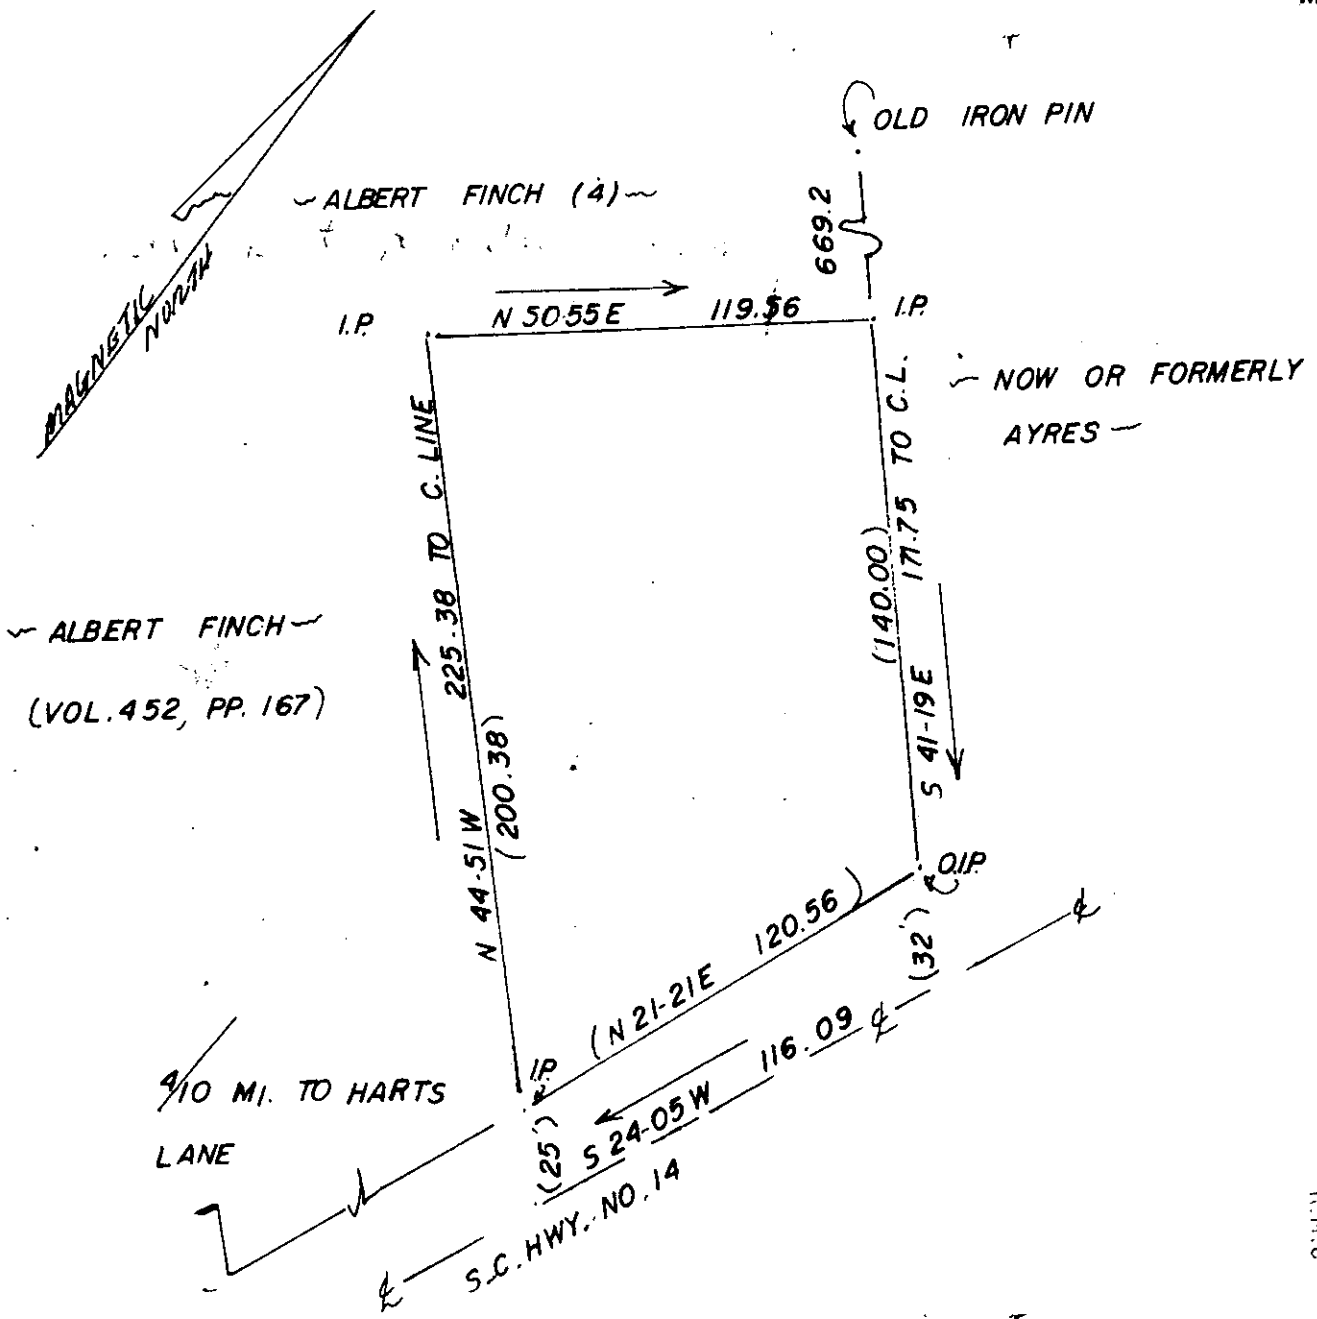 OLD IRON PIN
~ ALBERT FINCH (4) ~
669.2
MAGNETIC
NORTH
I.P.
N 50-55 E 119.56
I.P.
~ NOW OR FORMERLY
AYRES ~
225.38 TO C. LINE
N 44-51 W
(200.38)
171.75 TO C.L.
(140.00)
S 41-19 E
~ ALBERT FINCH ~
(VOL. 452, PP. 167)
O.I.P.
(32')
(N 21-21 E 120.56)
I.P.
4/10 MI. TO HARTS
LANE
(25')
S 24-05 W 116.09 ℄
℄
S.C. HWY. NO. 14
℄